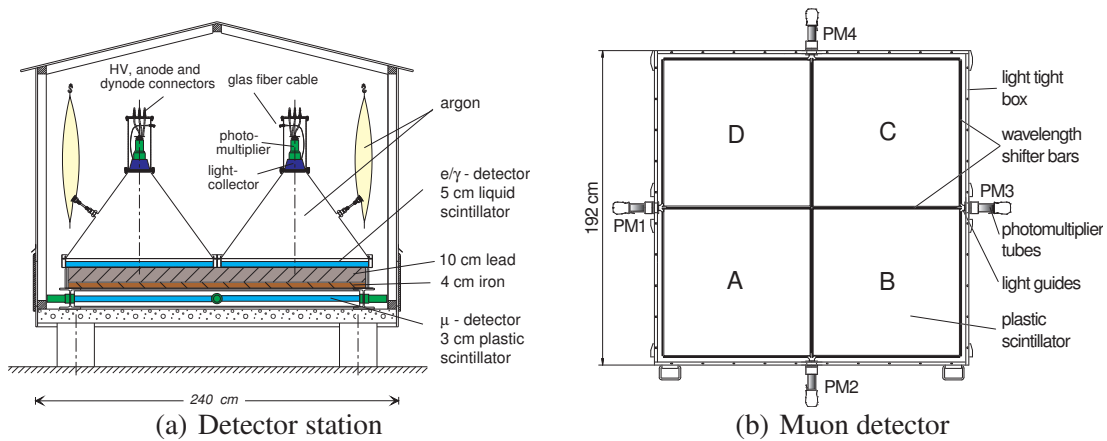 HV, anode and
dynode connectors
glas fiber cable
argon
photo-
multiplier
light-
collector
e/γ - detector
5 cm liquid
scintillator
10 cm lead
4 cm iron
μ - detector
3 cm plastic
scintillator
240 cm
(a) Detector station
PM4
light tight
box
D
C
wavelength
shifter bars
192 cm
PM1
PM3
photomultiplier
tubes
A
B
light guides
plastic
scintillator
PM2
(b) Muon detector